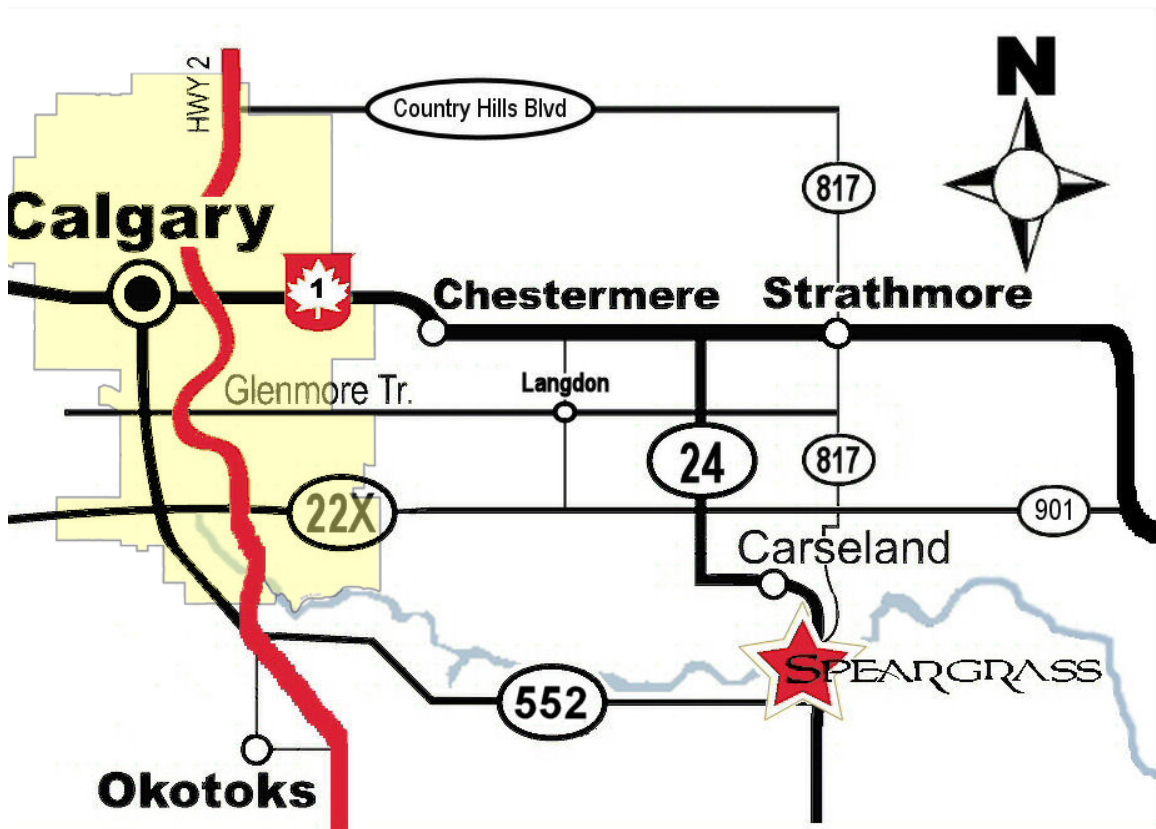 HWY 2
N
Country Hills Blvd
817
Calgary
1
Chestermere
Strathmore
Glenmore Tr.
Langdon
24
817
22X
901
Carseland
SPEARGRASS
552
Okotoks